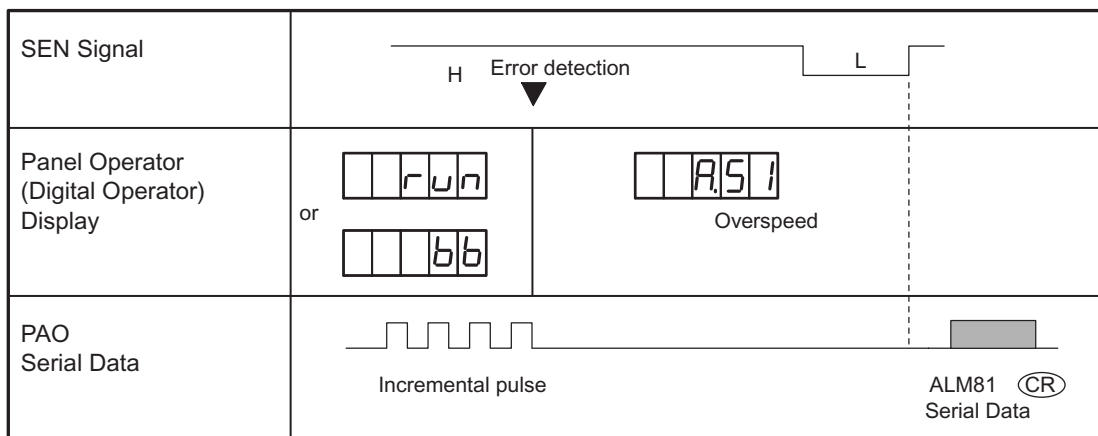 SEN Signal
H
Error detection
L
Panel Operator
(Digital Operator)
Display
or
run
bb
A.51
Overspeed
PAO
Serial Data
Incremental pulse
ALM81 CR
Serial Data